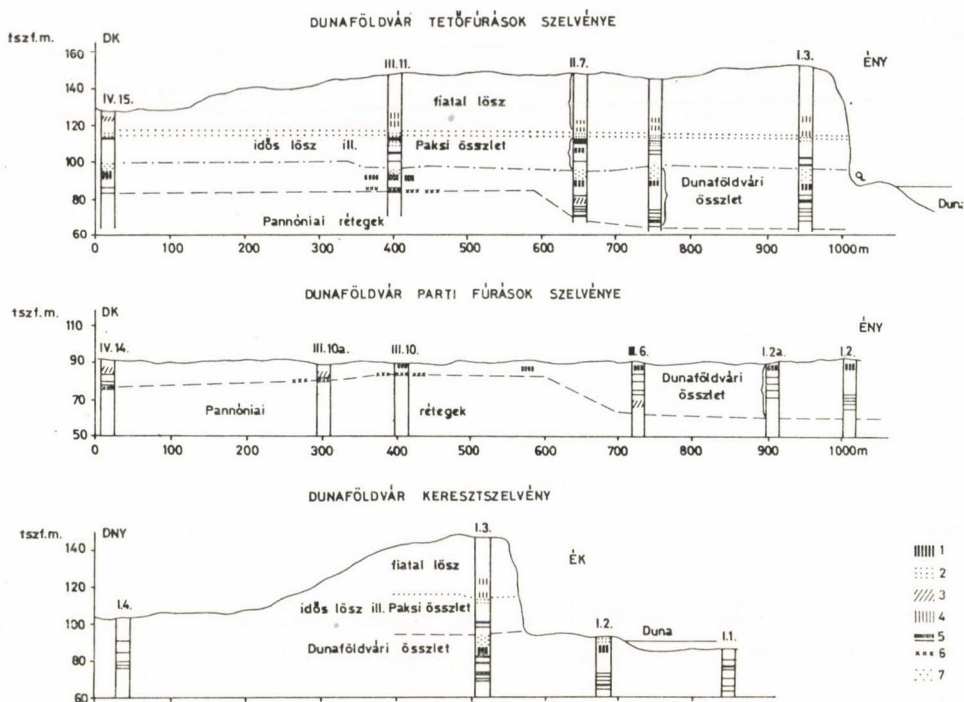 DUNAFÖLDVÁR TETŐFÚRÁSOK SZELVÉNYE
tszf.m. DK
160
140
120
100
80
60
IV.15. III.11. II.7. I.3. ÉNY
fiatal lősz
idős lősz ill. Paksi összlet
Dunaföldvári összlet
Pannóniai rétegek
Duna
0 100 200 300 400 500 600 700 800 900 1000m
DUNAFÖLDVÁR PARTI FÚRÁSOK SZELVÉNYE
tszf.m. DK
110
90
70
50
ÉNY
IV.14. III.10a. III.10. II.6. I.2a. I.2.
Dunaföldvári összlet
Pannóniai rétegek
0 100 200 300 400 500 600 700 800 900 1000m
DUNAFÖLDVÁR KERESZTSZELVÉNY
tszf.m. DNY
140
120
100
80
60
I.4. I.3. ÉK I.2. Duna I.1.
fiatal lősz
idős lősz ill. Paksi összlet
Dunaföldvári összlet
1
2
3
4
5
6
7